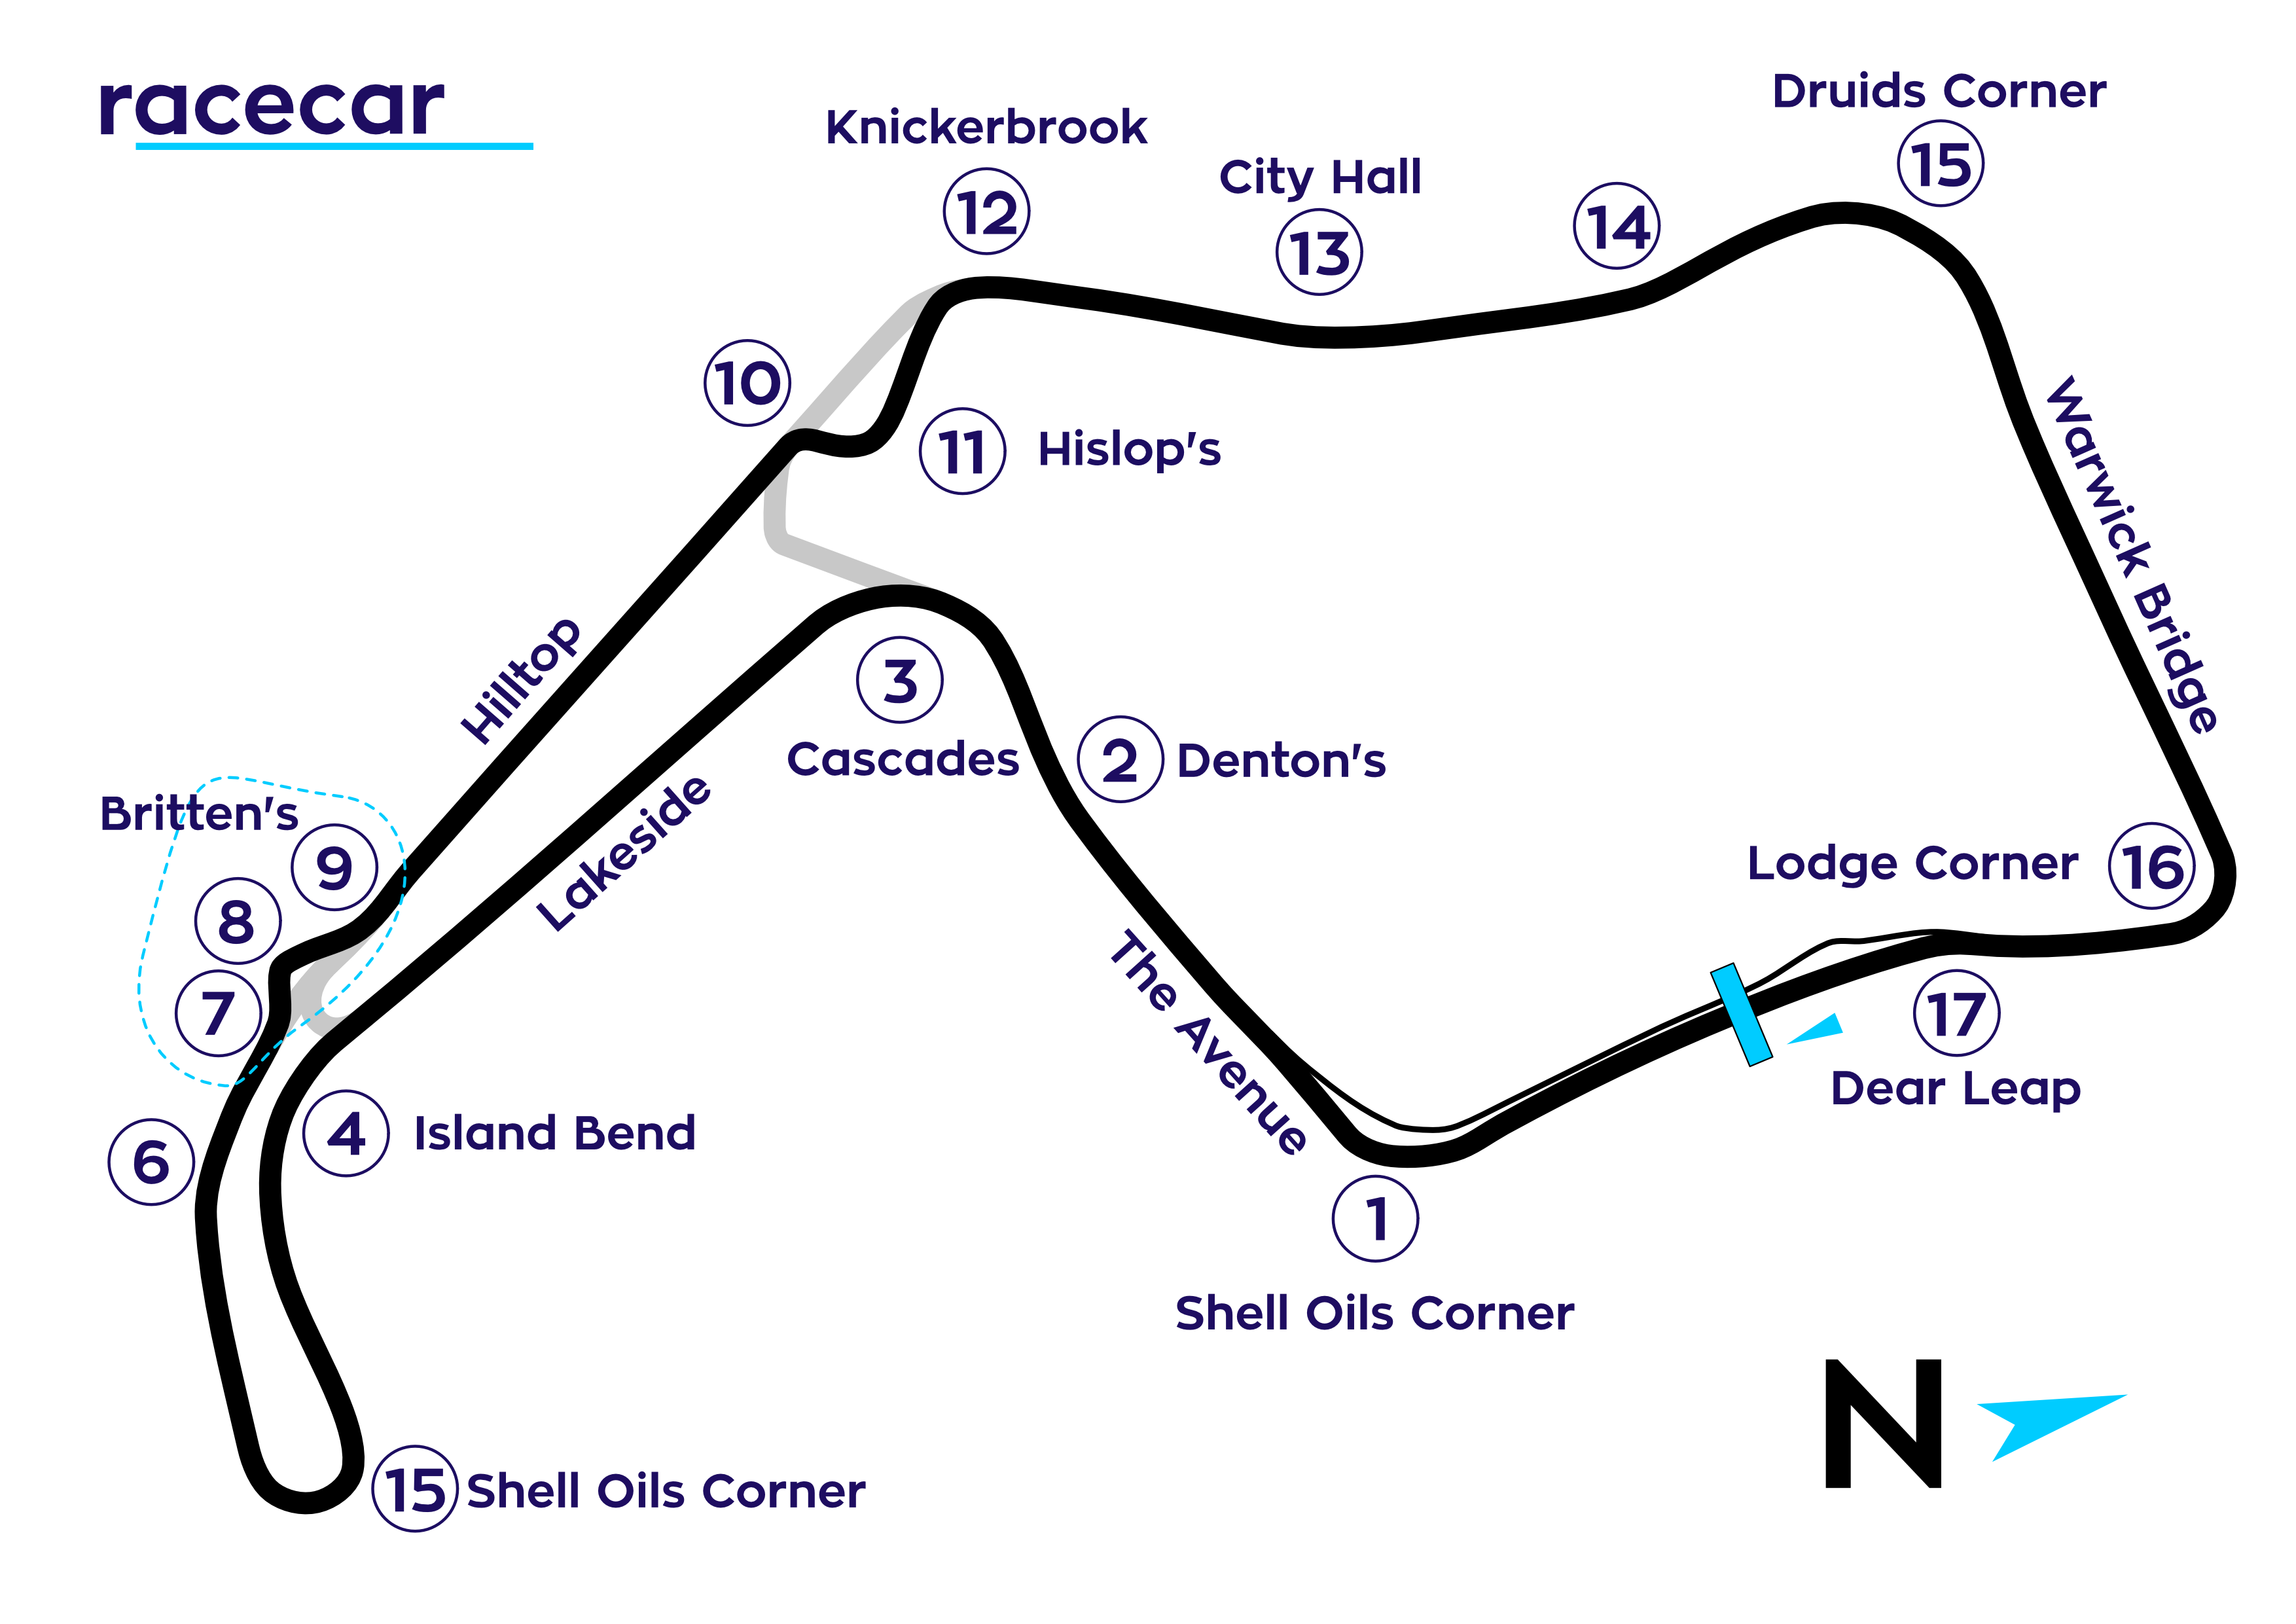 racecar
Druids Corner
15
Knickerbrook
12
City Hall
13
14
10
11 Hislop's
Warwick Bridge
Hilltop
3
Cascades
2 Denton's
Lakeside
Britten's
9
8
7
Lodge Corner 16
The Avenue
17
Dear Leap
4 Island Bend
6
1
Shell Oils Corner
N
15 Shell Oils Corner